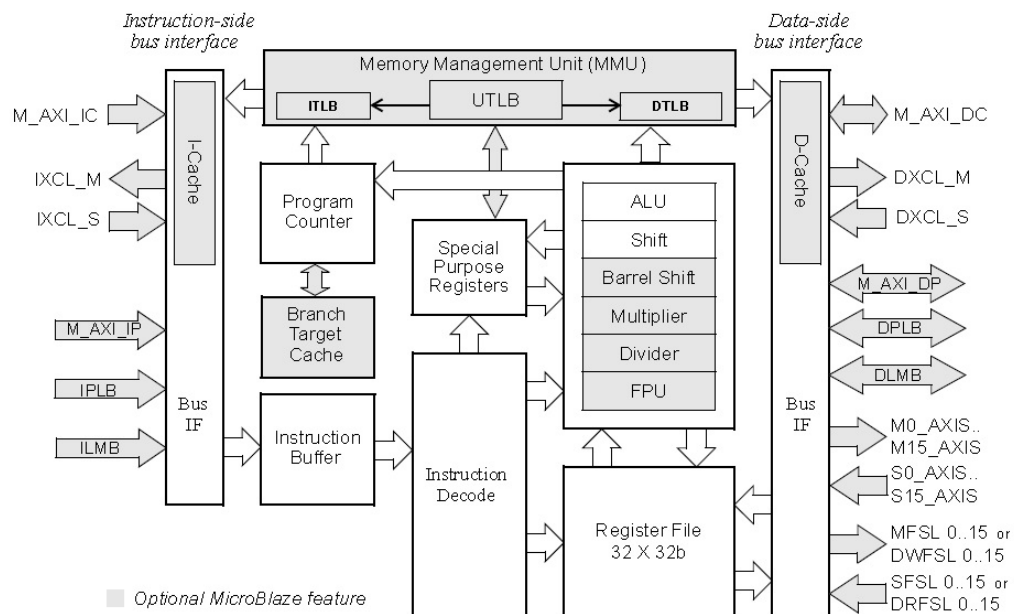 Instruction-side
bus interface
Data-side
bus interface
Memory Management Unit (MMU)
ITLB
UTLB
DTLB
M_AXI_IC
I-Cache
D-Cache
M_AXI_DC
IXCL_M
IXCL_S
Program
Counter
Special
Purpose
Registers
ALU
Shift
Barrel Shift
Multiplier
Divider
FPU
DXCL_M
DXCL_S
Branch
Target
Cache
M_AXI_IP
IPLB
ILMB
Bus
IF
Instruction
Buffer
Instruction
Decode
Register File
32 X 32b
Bus
IF
M_AXI_DP
DPLB
DLMB
M0_AXIS..
M15_AXIS
S0_AXIS..
S15_AXIS
MFSL 0..15 or
DWFSL 0..15
SFSL 0..15 or
DRFSL 0..15
Optional MicroBlaze feature